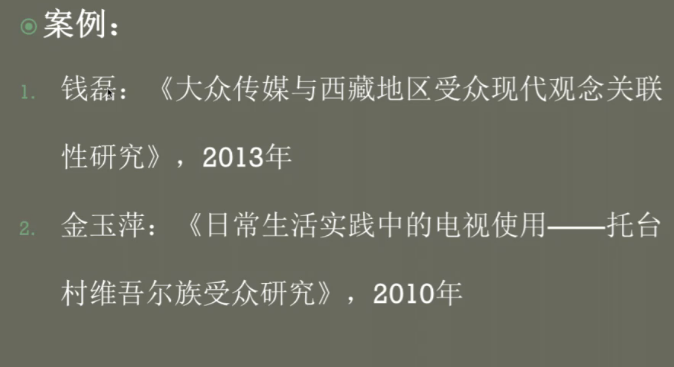 案例：
1. 钱磊：《大众传媒与西藏地区受众现代观念关联
性研究》，2013年
2. 金玉萍：《日常生活实践中的电视使用——托台
村维吾尔族受众研究》，2010年